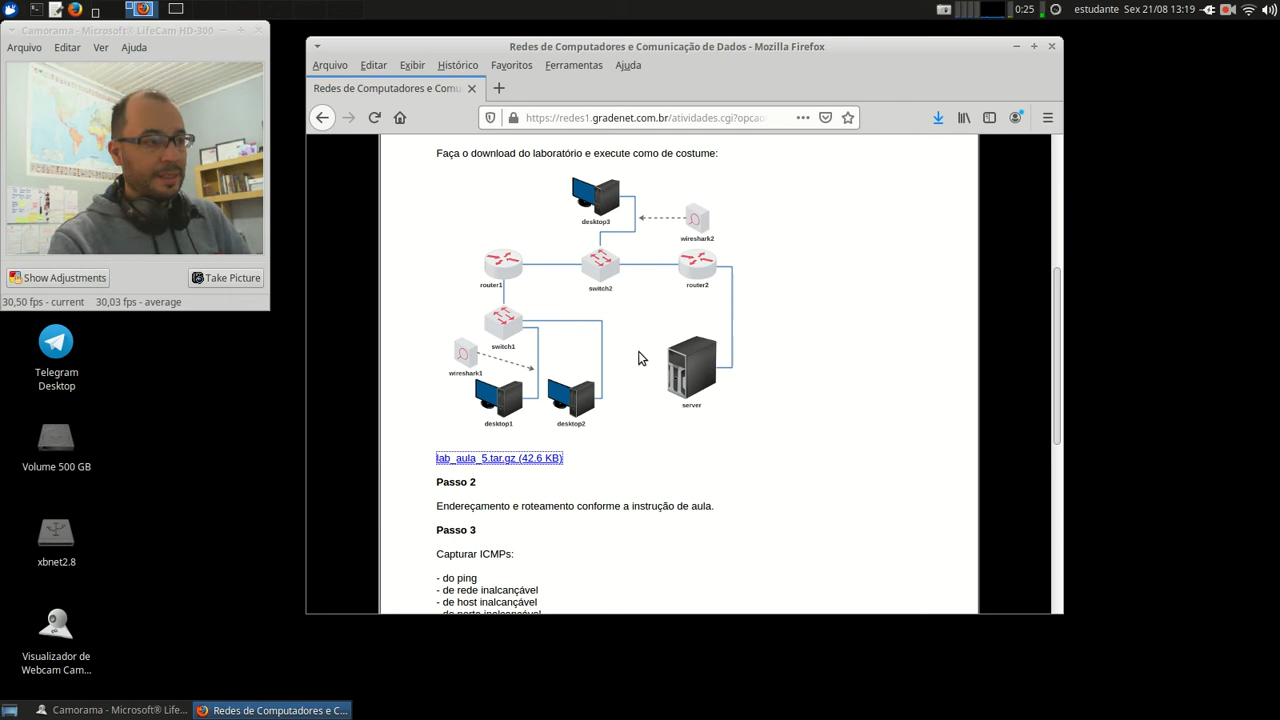 0:25
estudante
Sex 21/08 13:19
Camorama - Microsoft® LifeCam HD-300
Arquivo Editar Ver Ajuda
Show Adjustments
Take Picture
30,50 fps - current 30,03 fps - average
Telegram
Desktop
Volume 500 GB
xbnet2.8
Visualizador de
Webcam Cam...
Redes de Computadores e Comunicação de Dados - Mozilla Firefox
Arquivo Editar Exibir Histórico Favoritos Ferramentas Ajuda
Redes de Computadores e Comu
https://redes1.gradenet.com.br/atividades.cgi?opcao
Faça o download do laboratório e execute como de costume:
desktop3
wireshark2
router1
switch2
router2
switch1
wireshark1
server
desktop1
desktop2
lab_aula_5.tar.gz (42.6 KB)
Passo 2
Endereçamento e roteamento conforme a instrução de aula.
Passo 3
Capturar ICMPs:
- do ping
- de rede inalcançável
- de host inalcançável
- de porta inalcançável
Camorama - Microsoft® LifeC...
Redes de Computadores e C...